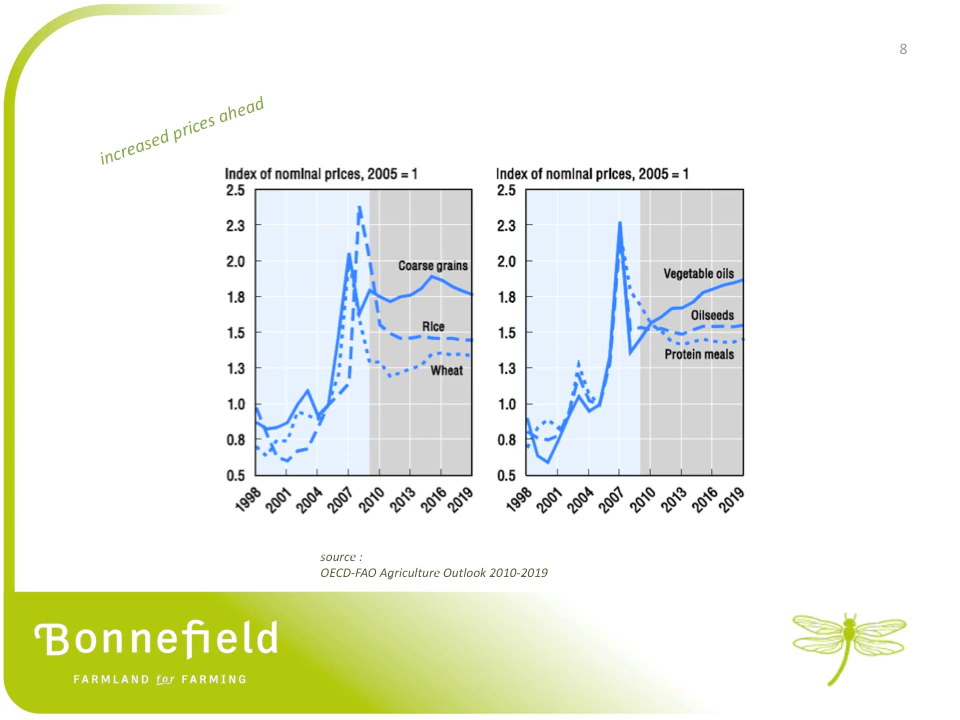 8
increased prices ahead
Index of nominal prices, 2005 = 1
2.5
2.3
2.0
1.8
1.5
1.3
1.0
0.8
0.5
Coarse grains
Rice
Wheat
1998 2001 2004 2007 2010 2013 2016 2019
Index of nominal prices, 2005 = 1
2.5
2.3
2.0
1.8
1.5
1.3
1.0
0.8
0.5
Vegetable oils
Oilseeds
Protein meals
1998 2001 2004 2007 2010 2013 2016 2019
source :
OECD-FAO Agriculture Outlook 2010-2019
Bonnefield
FARMLAND for FARMING